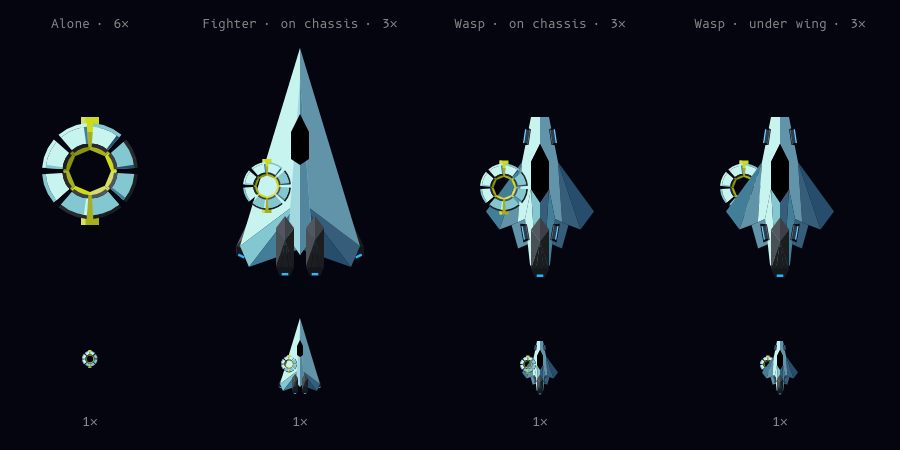 Alone · 6×
Fighter · on chassis · 3×
Wasp · on chassis · 3×
Wasp · under wing · 3×
1×
1×
1×
1×